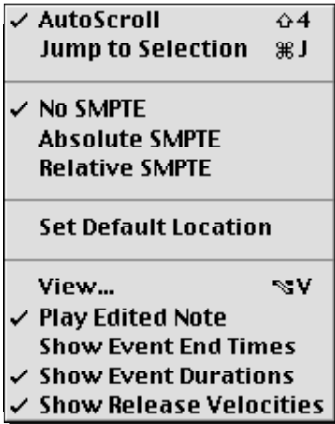 ✓ AutoScroll ⇧4
Jump to Selection ⌘J
✓ No SMPTE
Absolute SMPTE
Relative SMPTE
Set Default Location
View... ⌥V
✓ Play Edited Note
Show Event End Times
✓ Show Event Durations
✓ Show Release Velocities